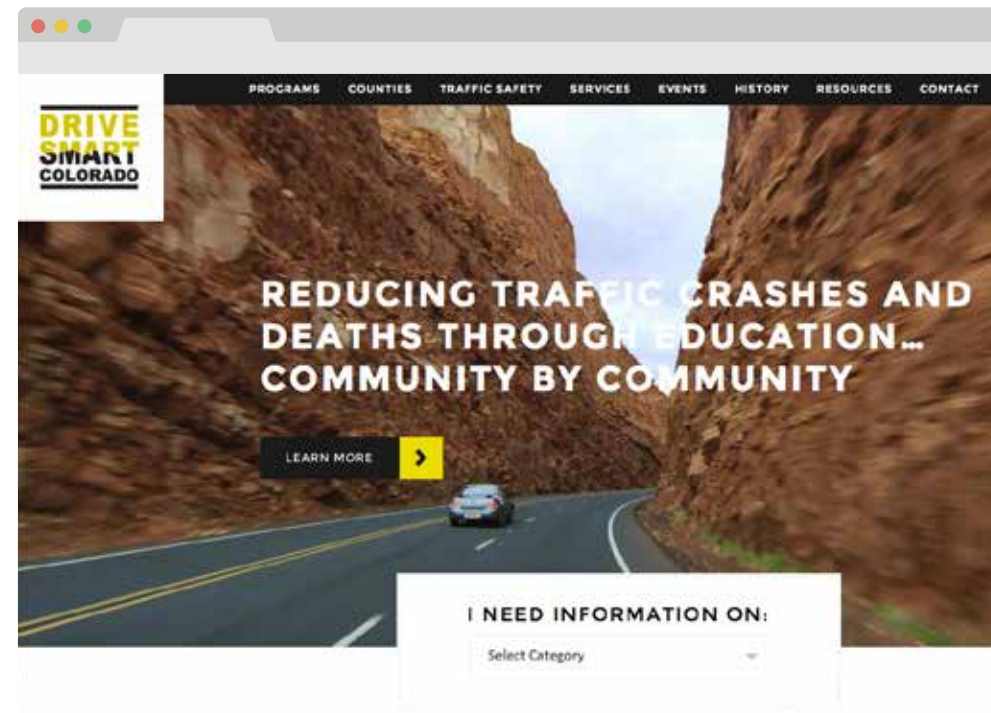 PROGRAMS COUNTIES TRAFFIC SAFETY SERVICES EVENTS HISTORY RESOURCES CONTACT
DRIVE
SMART
COLORADO
REDUCING TRAFFIC CRASHES AND
DEATHS THROUGH EDUCATION...
COMMUNITY BY COMMUNITY
LEARN MORE
I NEED INFORMATION ON:
Select Category